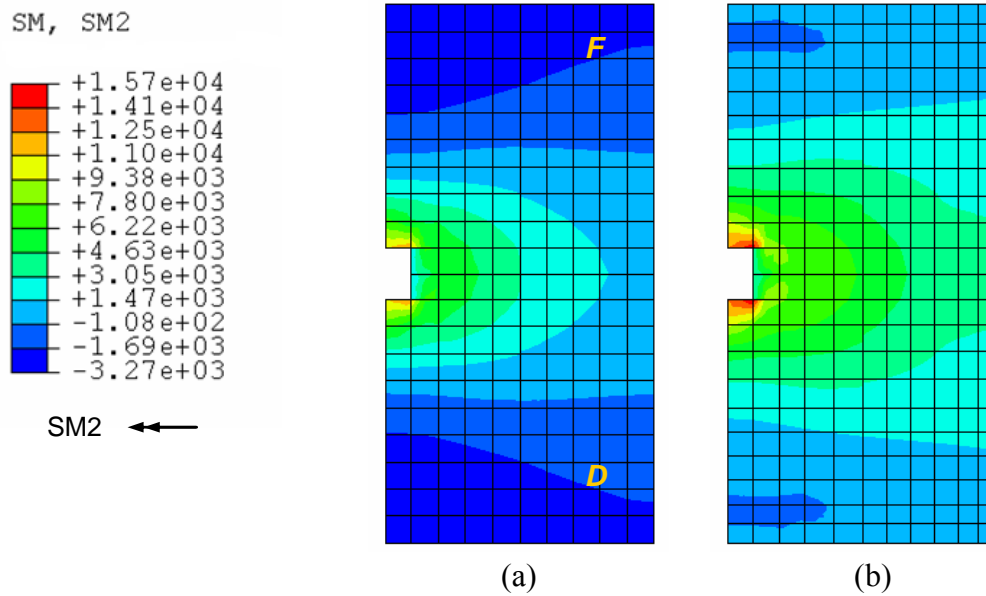 SM, SM2
+1.57e+04
+1.41e+04
+1.25e+04
+1.10e+04
+9.38e+03
+7.80e+03
+6.22e+03
+4.63e+03
+3.05e+03
+1.47e+03
-1.08e+02
-1.69e+03
-3.27e+03
SM2
F
D
(a)
(b)